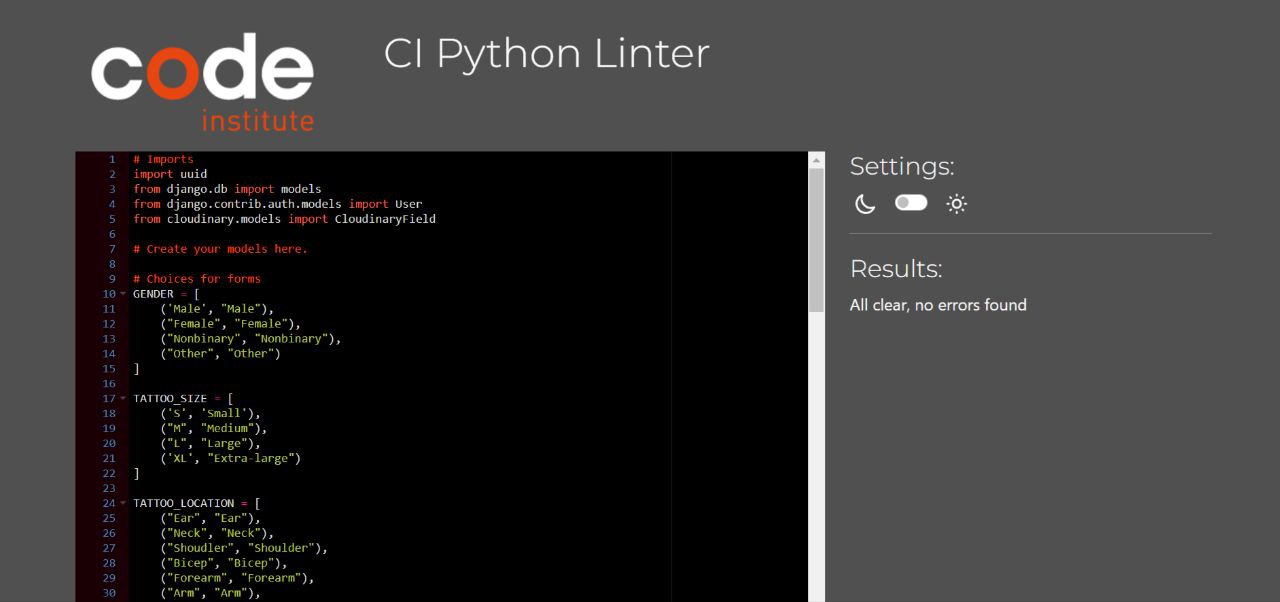 code institute
CI Python Linter
1 # Imports
2 import uuid
3 from django.db import models
4 from django.contrib.auth.models import User
5 from cloudinary.models import CloudinaryField
6
7 # Create your models here.
8
9 # Choices for forms
10 GENDER = [
11     ('Male', "Male"),
12     ("Female", "Female"),
13     ("Nonbinary", "Nonbinary"),
14     ("Other", "Other")
15 ]
16
17 TATTOO_SIZE = [
18     ('S', 'Small'),
19     ("M", "Medium"),
20     ("L", "Large"),
21     ('XL', "Extra-large")
22 ]
23
24 TATTOO_LOCATION = [
25     ("Ear", "Ear"),
26     ("Neck", "Neck"),
27     ("Shoudler", "Shoulder"),
28     ("Bicep", "Bicep"),
29     ("Forearm", "Forearm"),
30     ("Arm", "Arm"),
Settings:
Results:
All clear, no errors found